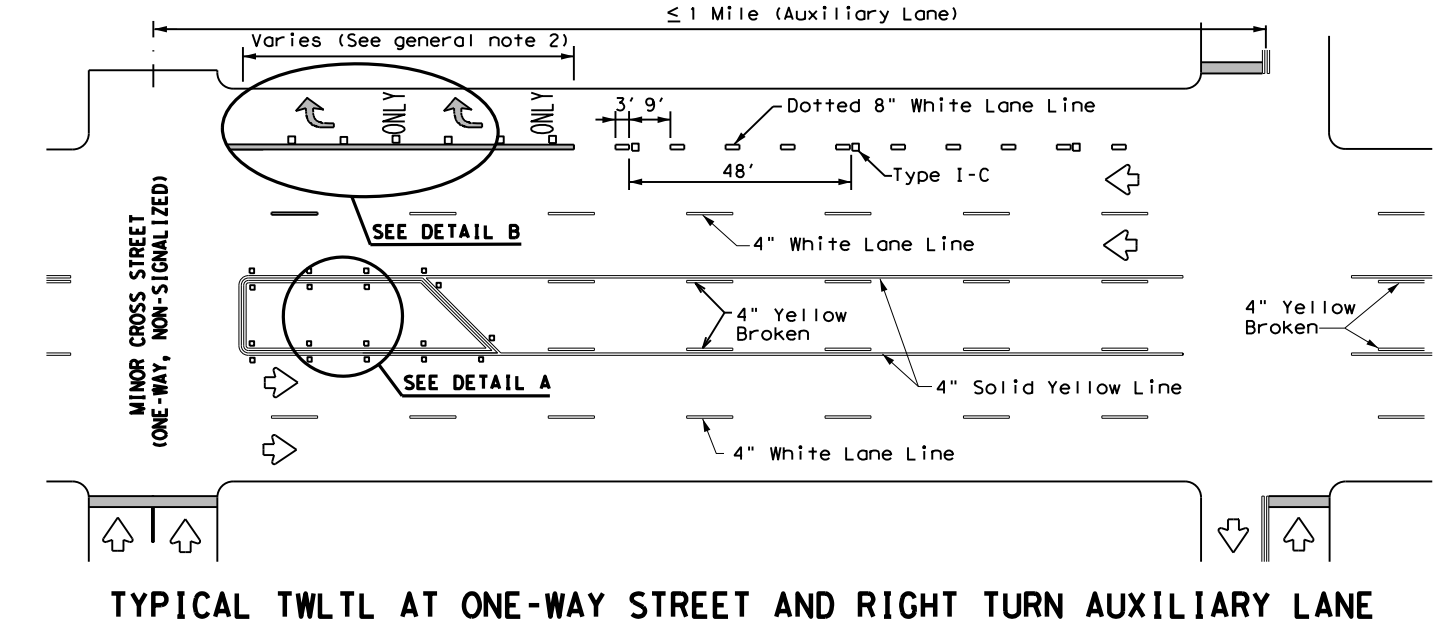 ≤ 1 Mile (Auxiliary Lane)
Varies (See general note 2)
ONLY
ONLY
3' 9'
Dotted 8" White Lane Line
48'
Type I-C
SEE DETAIL B
4" White Lane Line
MINOR CROSS STREET
(ONE-WAY, NON-SIGNALIZED)
4" Yellow
Broken
4" Yellow
Broken
SEE DETAIL A
4" Solid Yellow Line
4" White Lane Line
TYPICAL TWLTL AT ONE-WAY STREET AND RIGHT TURN AUXILIARY LANE